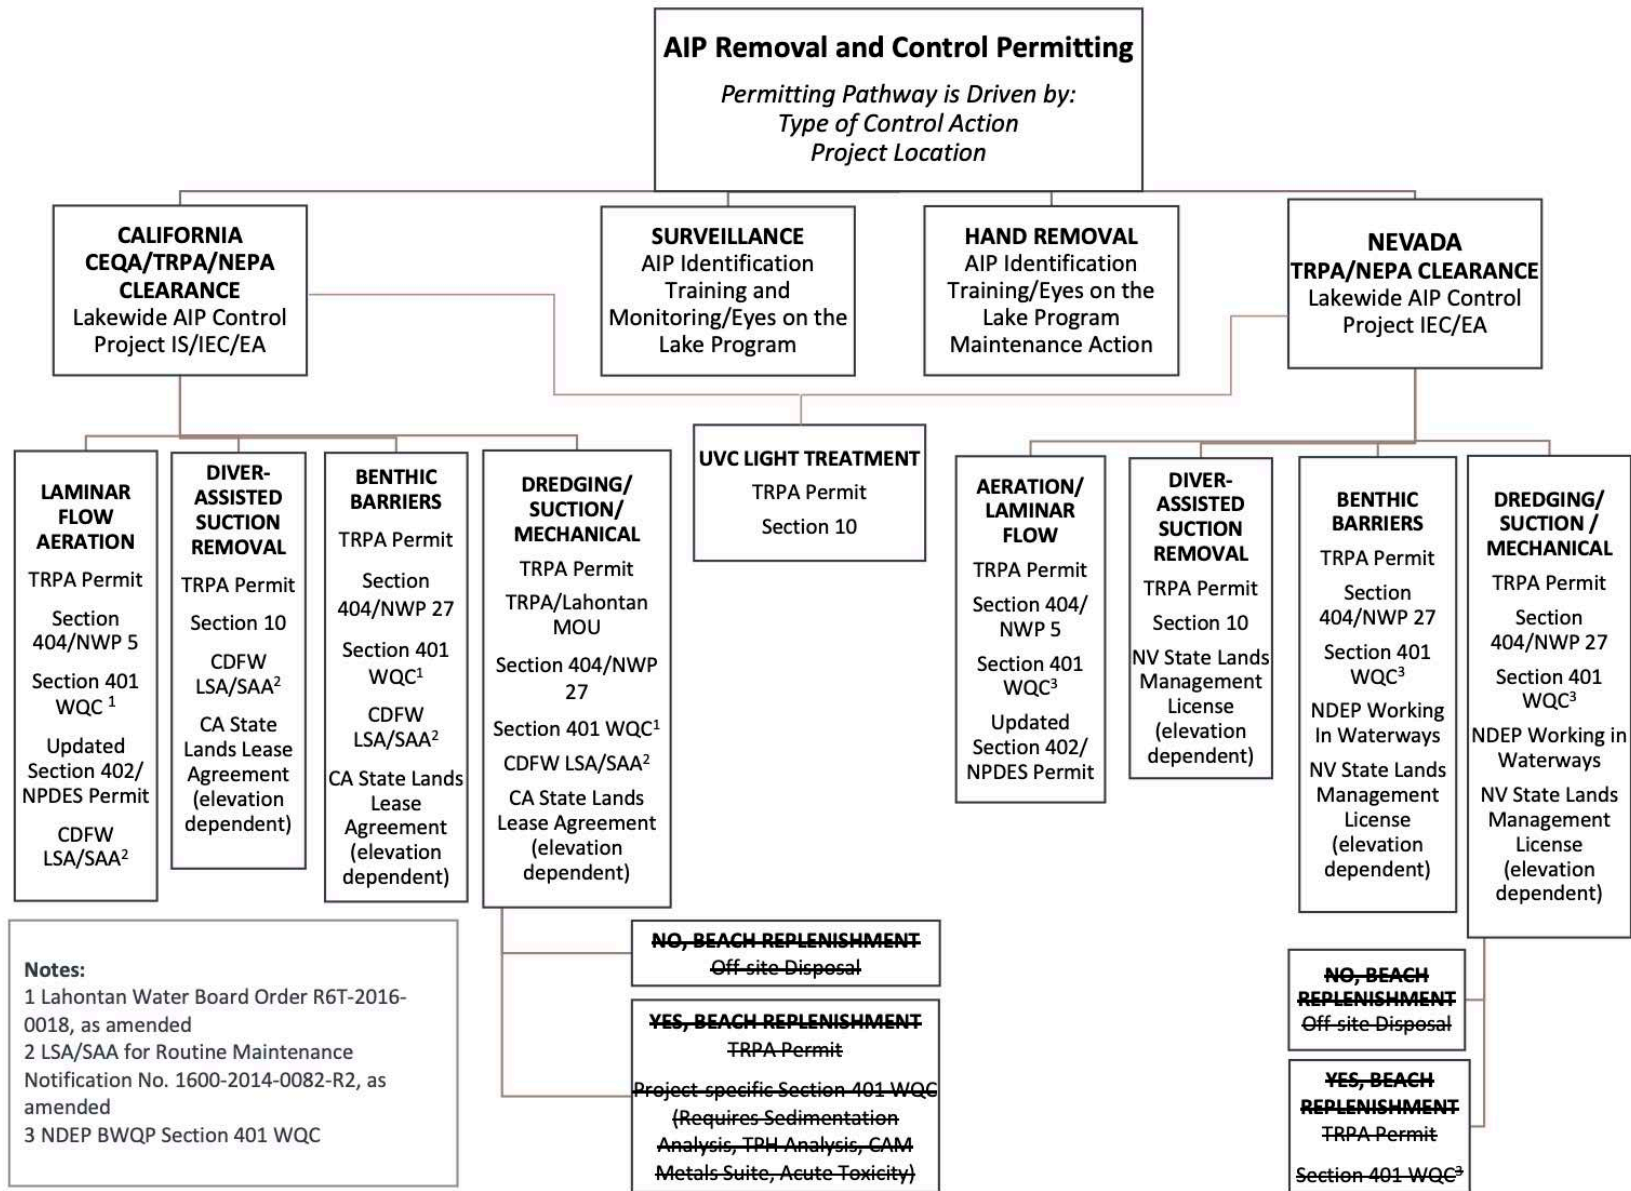 AIP Removal and Control Permitting
Permitting Pathway is Driven by:
Type of Control Action
Project Location
CALIFORNIA
CEQA/TRPA/NEPA
CLEARANCE
Lakewide AIP Control
Project IS/IEC/EA
SURVEILLANCE
AIP Identification
Training and
Monitoring/Eyes on the
Lake Program
HAND REMOVAL
AIP Identification
Training/Eyes on the
Lake Program
Maintenance Action
NEVADA
TRPA/NEPA CLEARANCE
Lakewide AIP Control
Project IEC/EA
LAMINAR
FLOW
AERATION
TRPA Permit
Section
404/NWP 5
Section 401
WQC ¹
Updated
Section 402/
NPDES Permit
CDFW
LSA/SAA²
DIVER-
ASSISTED
SUCTION
REMOVAL
TRPA Permit
Section 10
CDFW
LSA/SAA²
CA State
Lands Lease
Agreement
(elevation
dependent)
BENTHIC
BARRIERS
TRPA Permit
Section
404/NWP 27
Section 401
WQC¹
CDFW
LSA/SAA²
CA State Lands
Lease
Agreement
(elevation
dependent)
DREDGING/
SUCTION/
MECHANICAL
TRPA Permit
TRPA/Lahontan
MOU
Section 404/NWP
27
Section 401 WQC¹
CDFW LSA/SAA²
CA State Lands
Lease Agreement
(elevation
dependent)
UVC LIGHT TREATMENT
TRPA Permit
Section 10
AERATION/
LAMINAR
FLOW
TRPA Permit
Section 404/
NWP 5
Section 401
WQC³
Updated
Section 402/
NPDES Permit
DIVER-
ASSISTED
SUCTION
REMOVAL
TRPA Permit
Section 10
NV State Lands
Management
License
(elevation
dependent)
BENTHIC
BARRIERS
TRPA Permit
Section
404/NWP 27
Section 401
WQC³
NDEP Working
In Waterways
NV State Lands
Management
License
(elevation
dependent)
DREDGING/
SUCTION /
MECHANICAL
TRPA Permit
Section
404/NWP 27
Section 401
WQC³
NDEP Working in
Waterways
NV State Lands
Management
License
(elevation
dependent)
NO, BEACH REPLENISHMENT
Off-site Disposal
YES, BEACH REPLENISHMENT
TRPA Permit
Project-specific Section 401 WQC
(Requires Sedimentation
Analysis, TPH Analysis, CAM
Metals Suite, Acute Toxicity)
NO, BEACH
REPLENISHMENT
Off-site Disposal
YES, BEACH
REPLENISHMENT
TRPA Permit
Section 401 WQC³
Notes:
1 Lahontan Water Board Order R6T-2016-
0018, as amended
2 LSA/SAA for Routine Maintenance
Notification No. 1600-2014-0082-R2, as
amended
3 NDEP BWQP Section 401 WQC